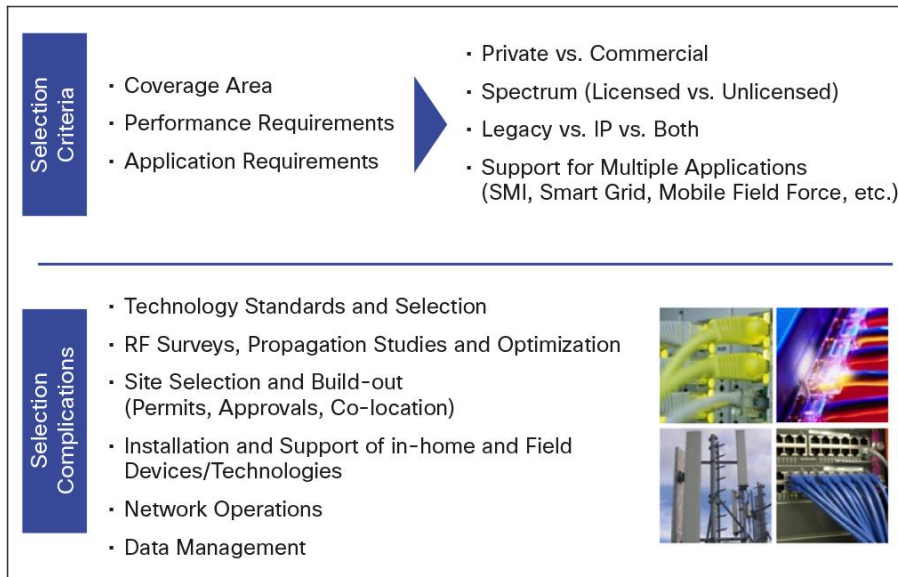 Selection
Criteria
· Coverage Area
· Performance Requirements
· Application Requirements
· Private vs. Commercial
· Spectrum (Licensed vs. Unlicensed)
· Legacy vs. IP vs. Both
· Support for Multiple Applications
(SMI, Smart Grid, Mobile Field Force, etc.)
Selection
Complications
· Technology Standards and Selection
· RF Surveys, Propagation Studies and Optimization
· Site Selection and Build-out
(Permits, Approvals, Co-location)
· Installation and Support of in-home and Field
Devices/Technologies
· Network Operations
· Data Management